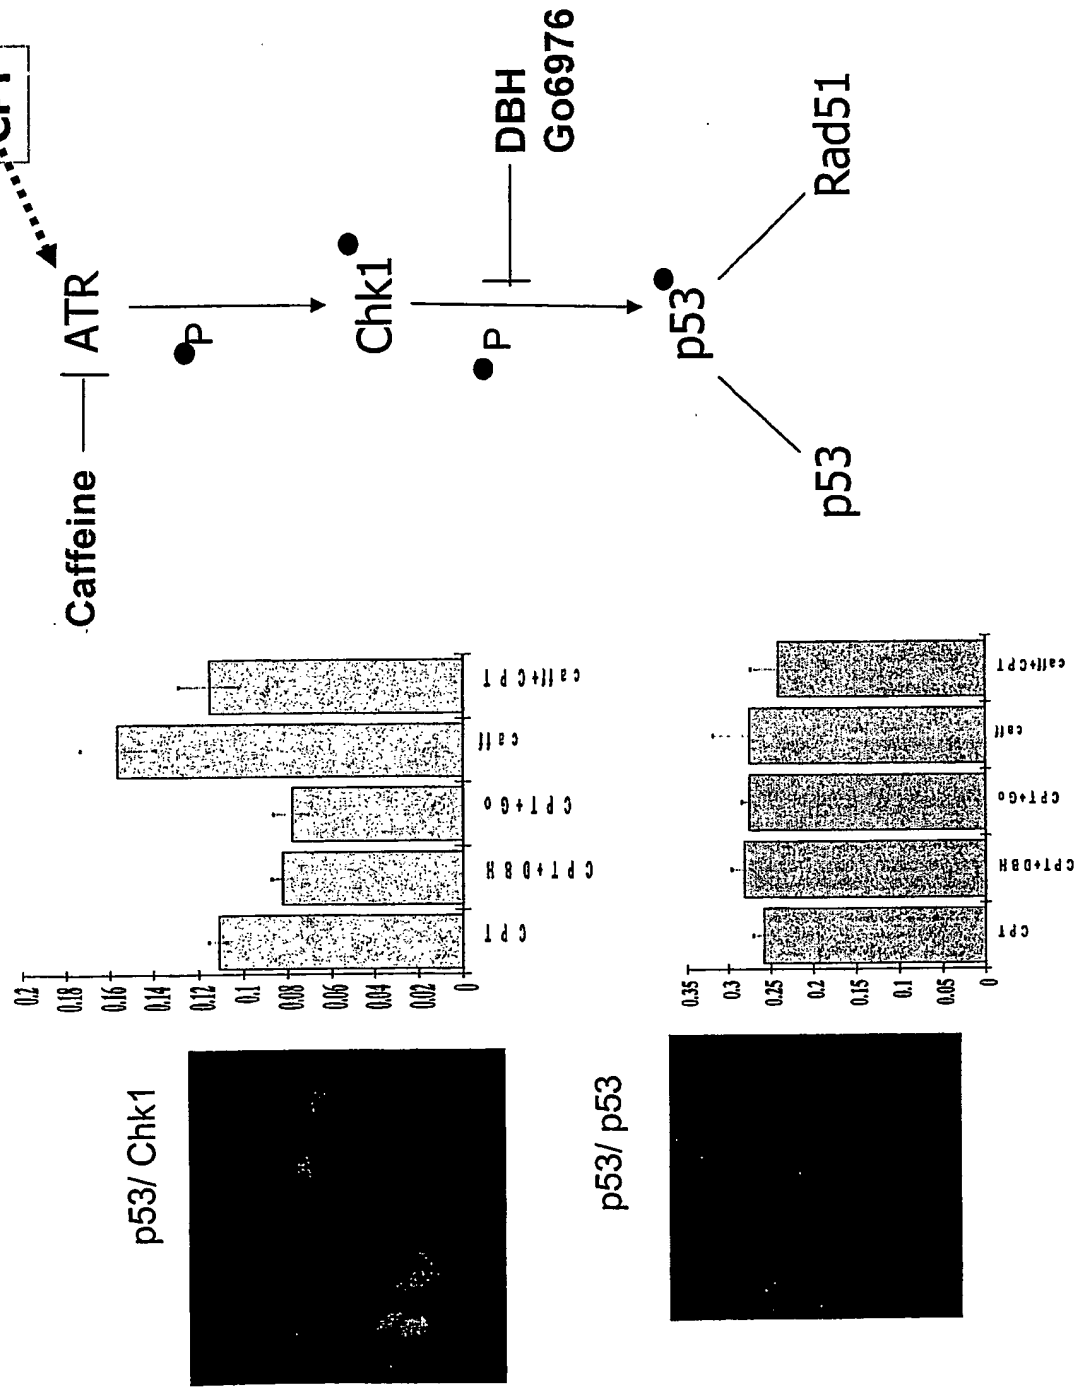 p53/ Chk1
0.2
0.18
0.16
0.14
0.12
0.1
0.08
0.06
0.04
0.02
0
CPT
CPT+DBH
CPT+Go
caff
caff+CPT
p53/ p53
0.35
0.3
0.25
0.2
0.15
0.1
0.05
0
CPT
CPT+DBH
CPT+Go
caff
caff+CPT
Caffeine
ATR
P
Chk1
P
DBH
Go6976
p53
p53
Rad51